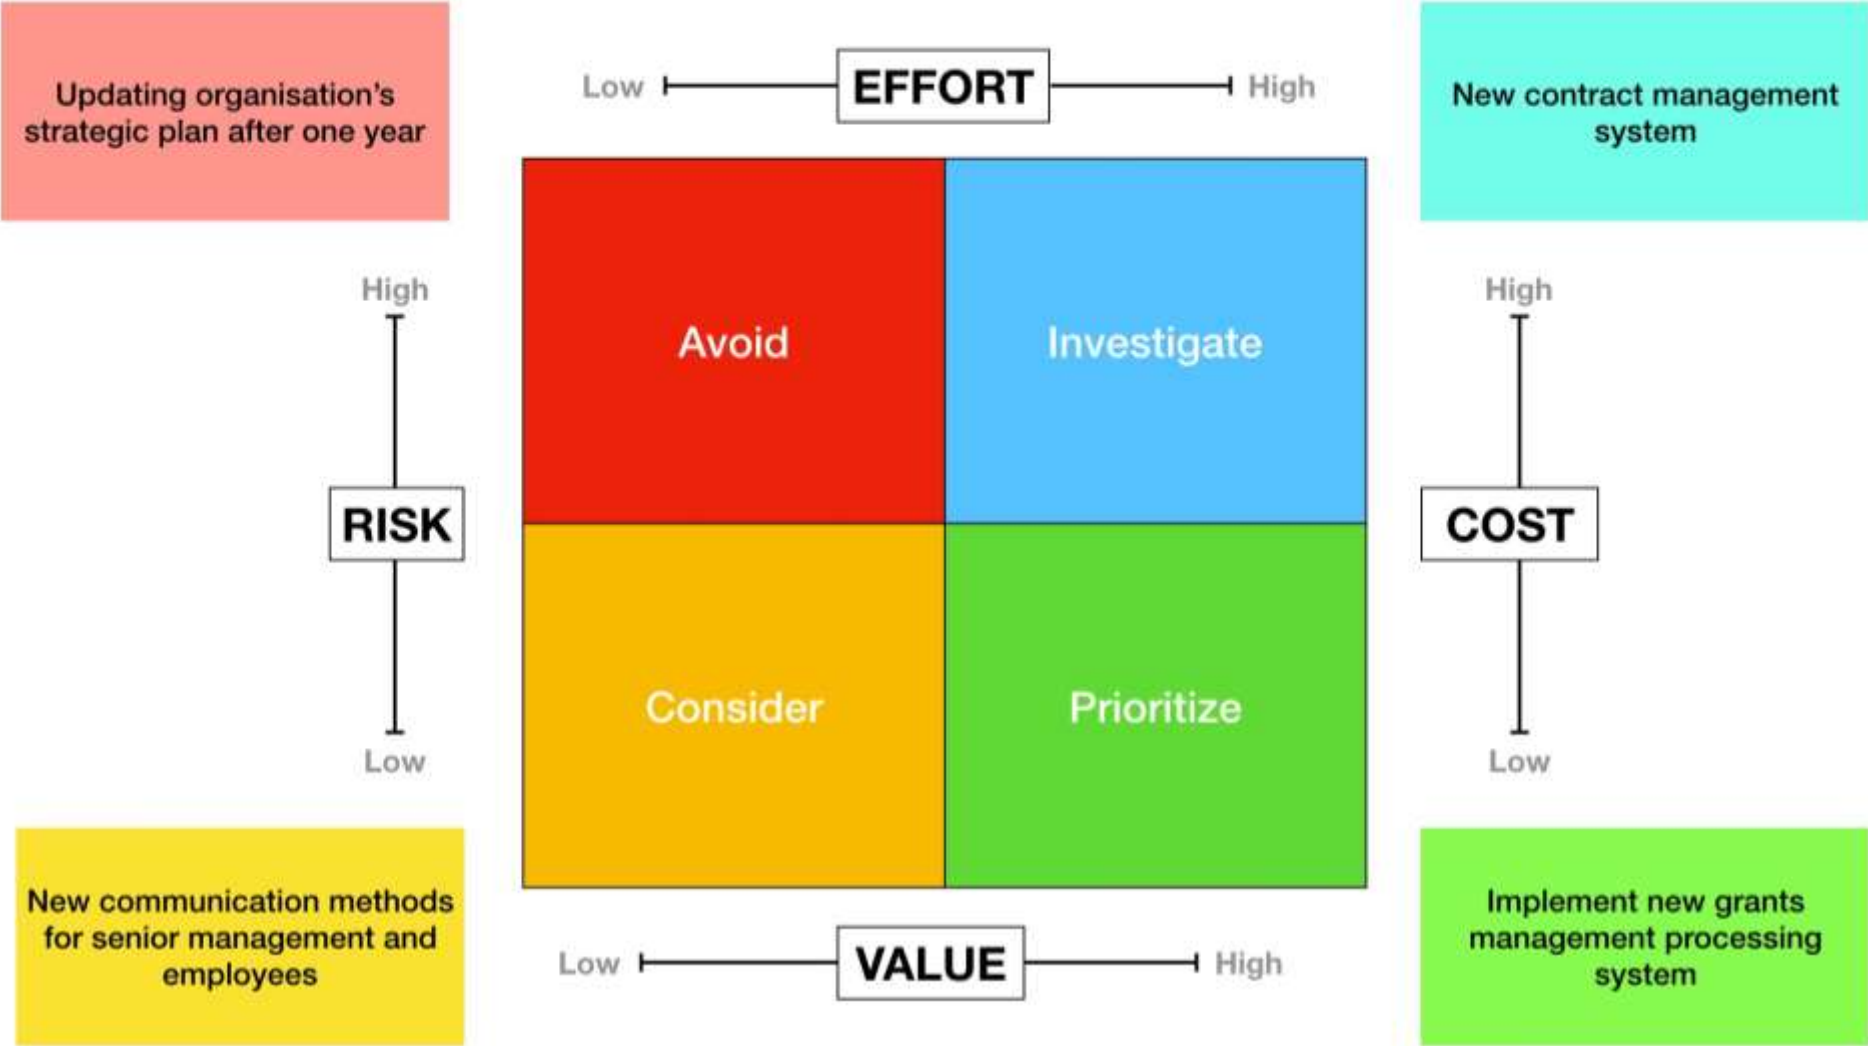 Updating organisation's
strategic plan after one year
Low
EFFORT
High
New contract management
system
High
High
Avoid
Investigate
RISK
COST
Consider
Prioritize
Low
Low
New communication methods
for senior management and
employees
Low
VALUE
High
Implement new grants
management processing
system